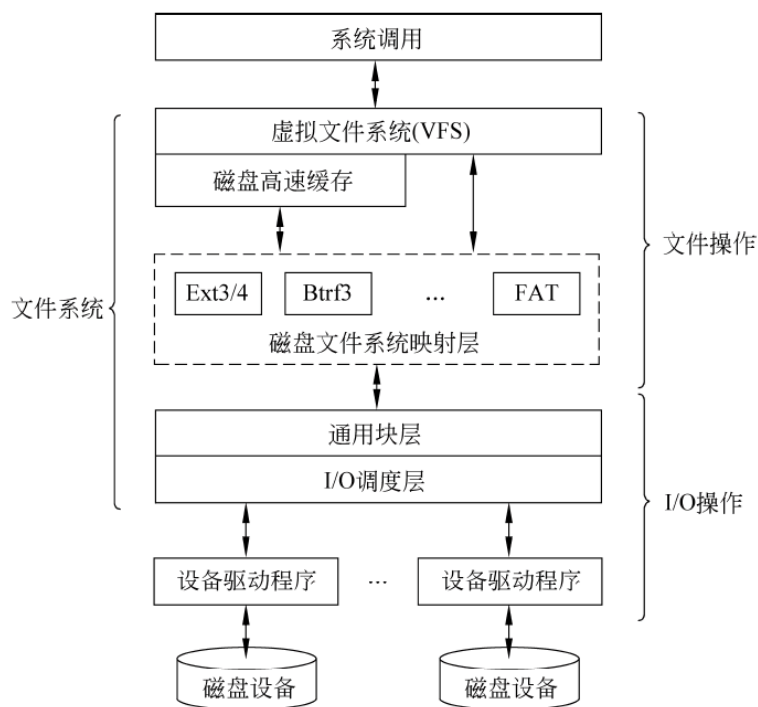 系统调用
虚拟文件系统(VFS)
磁盘高速缓存
文件操作
Ext3/4
Btrf3
...
FAT
文件系统
磁盘文件系统映射层
通用块层
I/O调度层
I/O操作
设备驱动程序
...
设备驱动程序
磁盘设备
磁盘设备